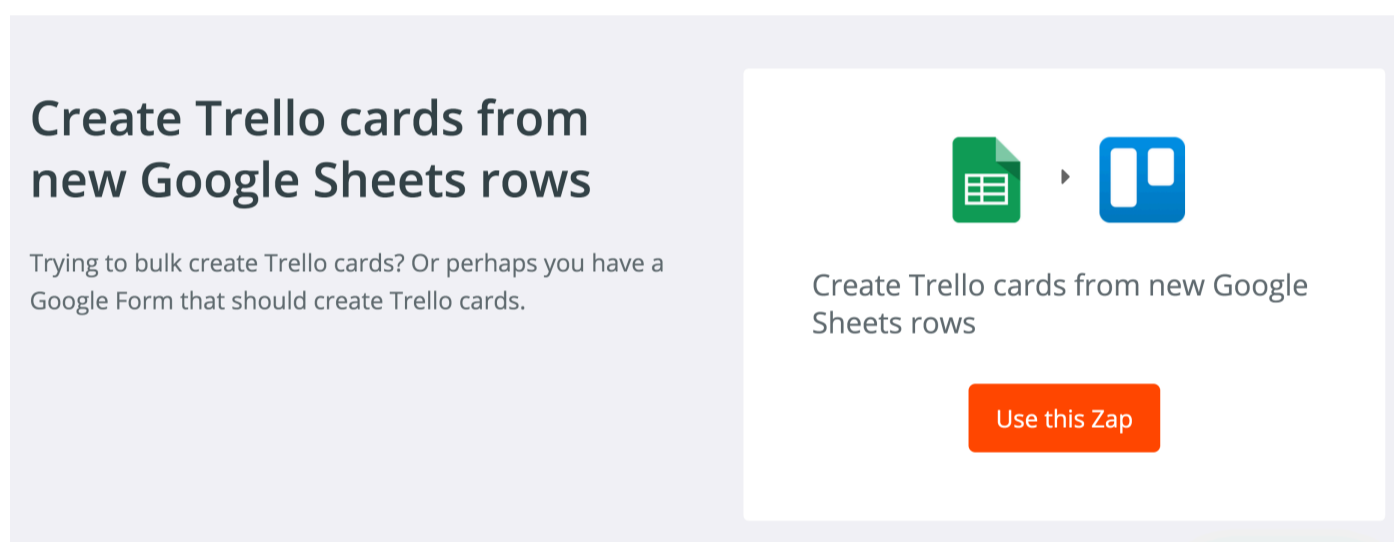 Create Trello cards from
new Google Sheets rows
Trying to bulk create Trello cards? Or perhaps you have a
Google Form that should create Trello cards.
Create Trello cards from new Google
Sheets rows
Use this Zap